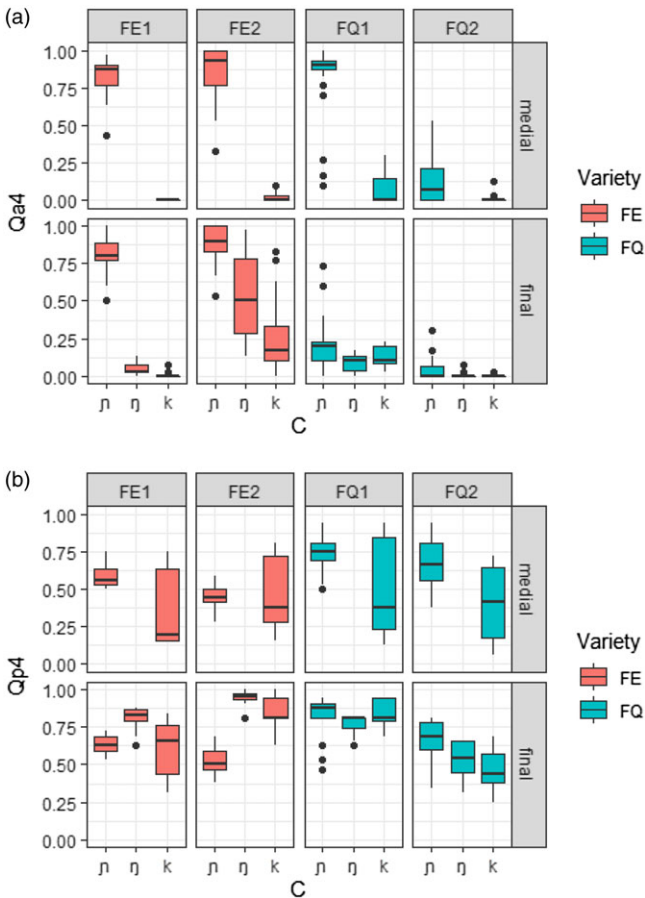 (a)
FE1 FE2 FQ1 FQ2
1.00
0.75
0.50
0.25
0.00
medial
Qa4
1.00
0.75
0.50
0.25
0.00
final
ɲ ŋ k ɲ ŋ k ɲ ŋ k ɲ ŋ k
C
Variety
FE
FQ
(b)
FE1 FE2 FQ1 FQ2
1.00
0.75
0.50
0.25
0.00
medial
Qp4
1.00
0.75
0.50
0.25
0.00
final
ɲ ŋ k ɲ ŋ k ɲ ŋ k ɲ ŋ k
C
Variety
FE
FQ